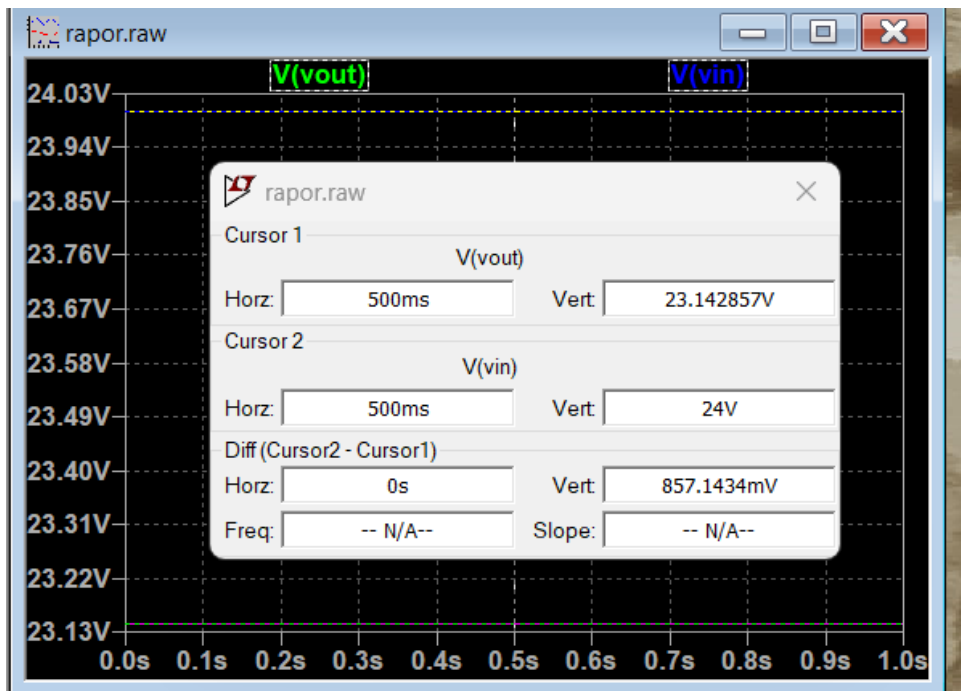 rapor.raw
V(vout) V(vin)
24.03V
23.94V
23.85V
23.76V
23.67V
23.58V
23.49V
23.40V
23.31V
23.22V
23.13V
0.0s 0.1s 0.2s 0.3s 0.4s 0.5s 0.6s 0.7s 0.8s 0.9s 1.0s
rapor.raw
Cursor 1
V(vout)
Horz: 500ms Vert: 23.142857V
Cursor 2
V(vin)
Horz: 500ms Vert: 24V
Diff (Cursor2 - Cursor1)
Horz: 0s Vert: 857.1434mV
Freq: -- N/A-- Slope: -- N/A--